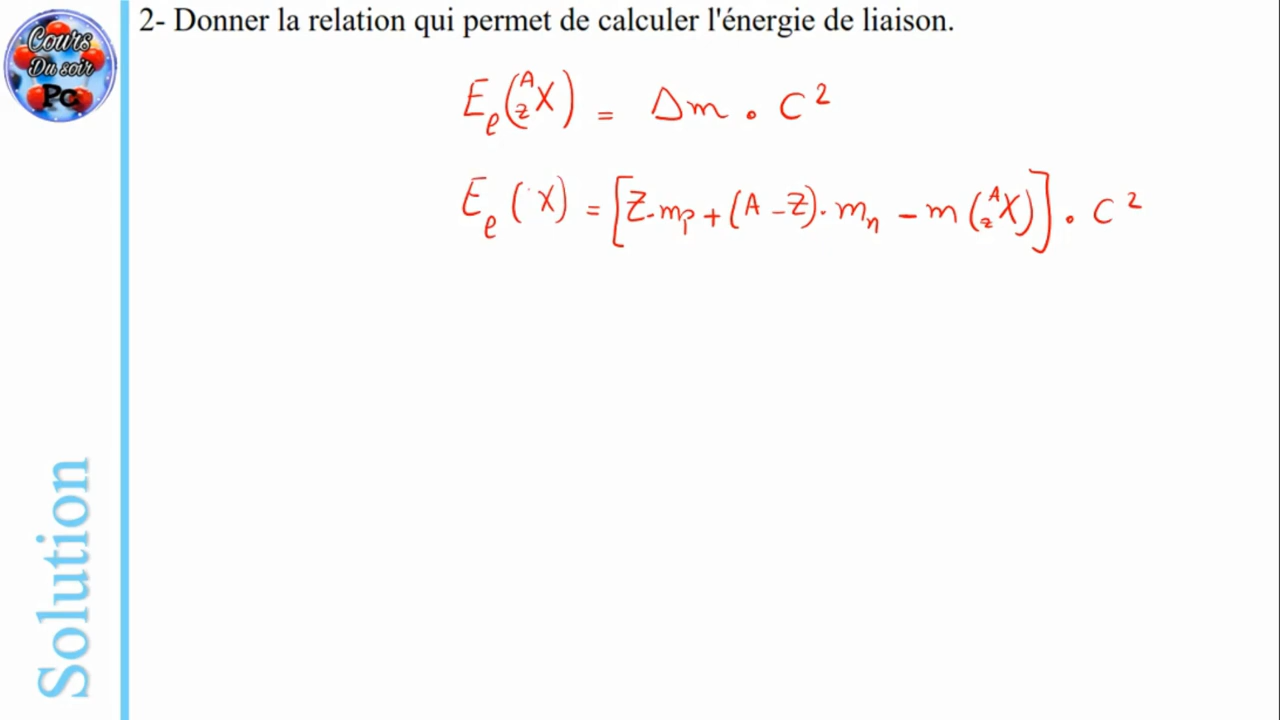 Cours
Du soir
Pc
2- Donner la relation qui permet de calculer l'énergie de liaison.
Eℓ(ᴬ_Z X) = Δm . C²
Eℓ( X) = [Z.mp + (A - Z).mn - m(ᴬ_Z X)] . C²
Solution